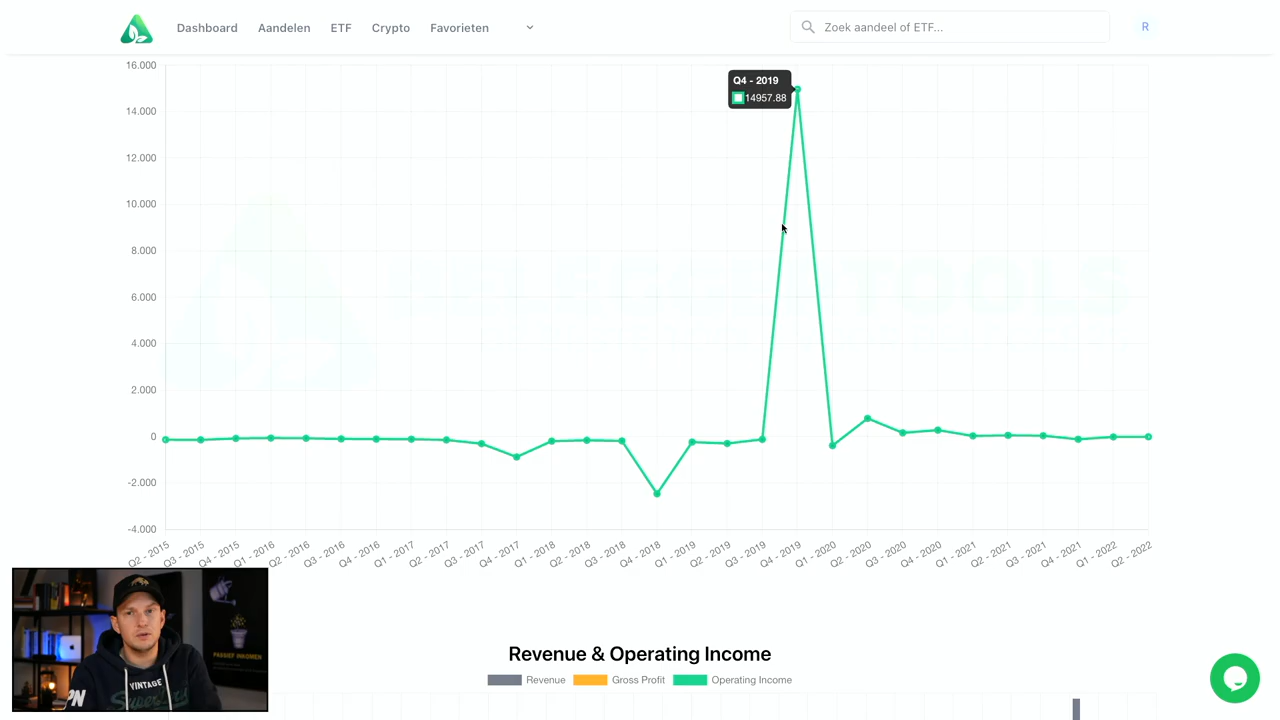 Dashboard Aandelen ETF Crypto Favorieten
Zoek aandeel of ETF...
R
16.000
14.000
12.000
10.000
8.000
6.000
4.000
2.000
0
-2.000
-4.000
Q4 - 2019
14957.88
TOOLS
Q2 - 2015
Q3 - 2015
Q4 - 2015
Q1 - 2016
Q2 - 2016
Q3 - 2016
Q4 - 2016
Q1 - 2017
Q2 - 2017
Q3 - 2017
Q4 - 2017
Q1 - 2018
Q2 - 2018
Q3 - 2018
Q4 - 2018
Q1 - 2019
Q2 - 2019
Q3 - 2019
Q4 - 2019
Q1 - 2020
Q2 - 2020
Q3 - 2020
Q4 - 2020
Q1 - 2021
Q2 - 2021
Q3 - 2021
Q4 - 2021
Q1 - 2022
Q2 - 2022
PASSIEF INKOMEN
VINTAGE
PN
Revenue & Operating Income
Revenue Gross Profit Operating Income